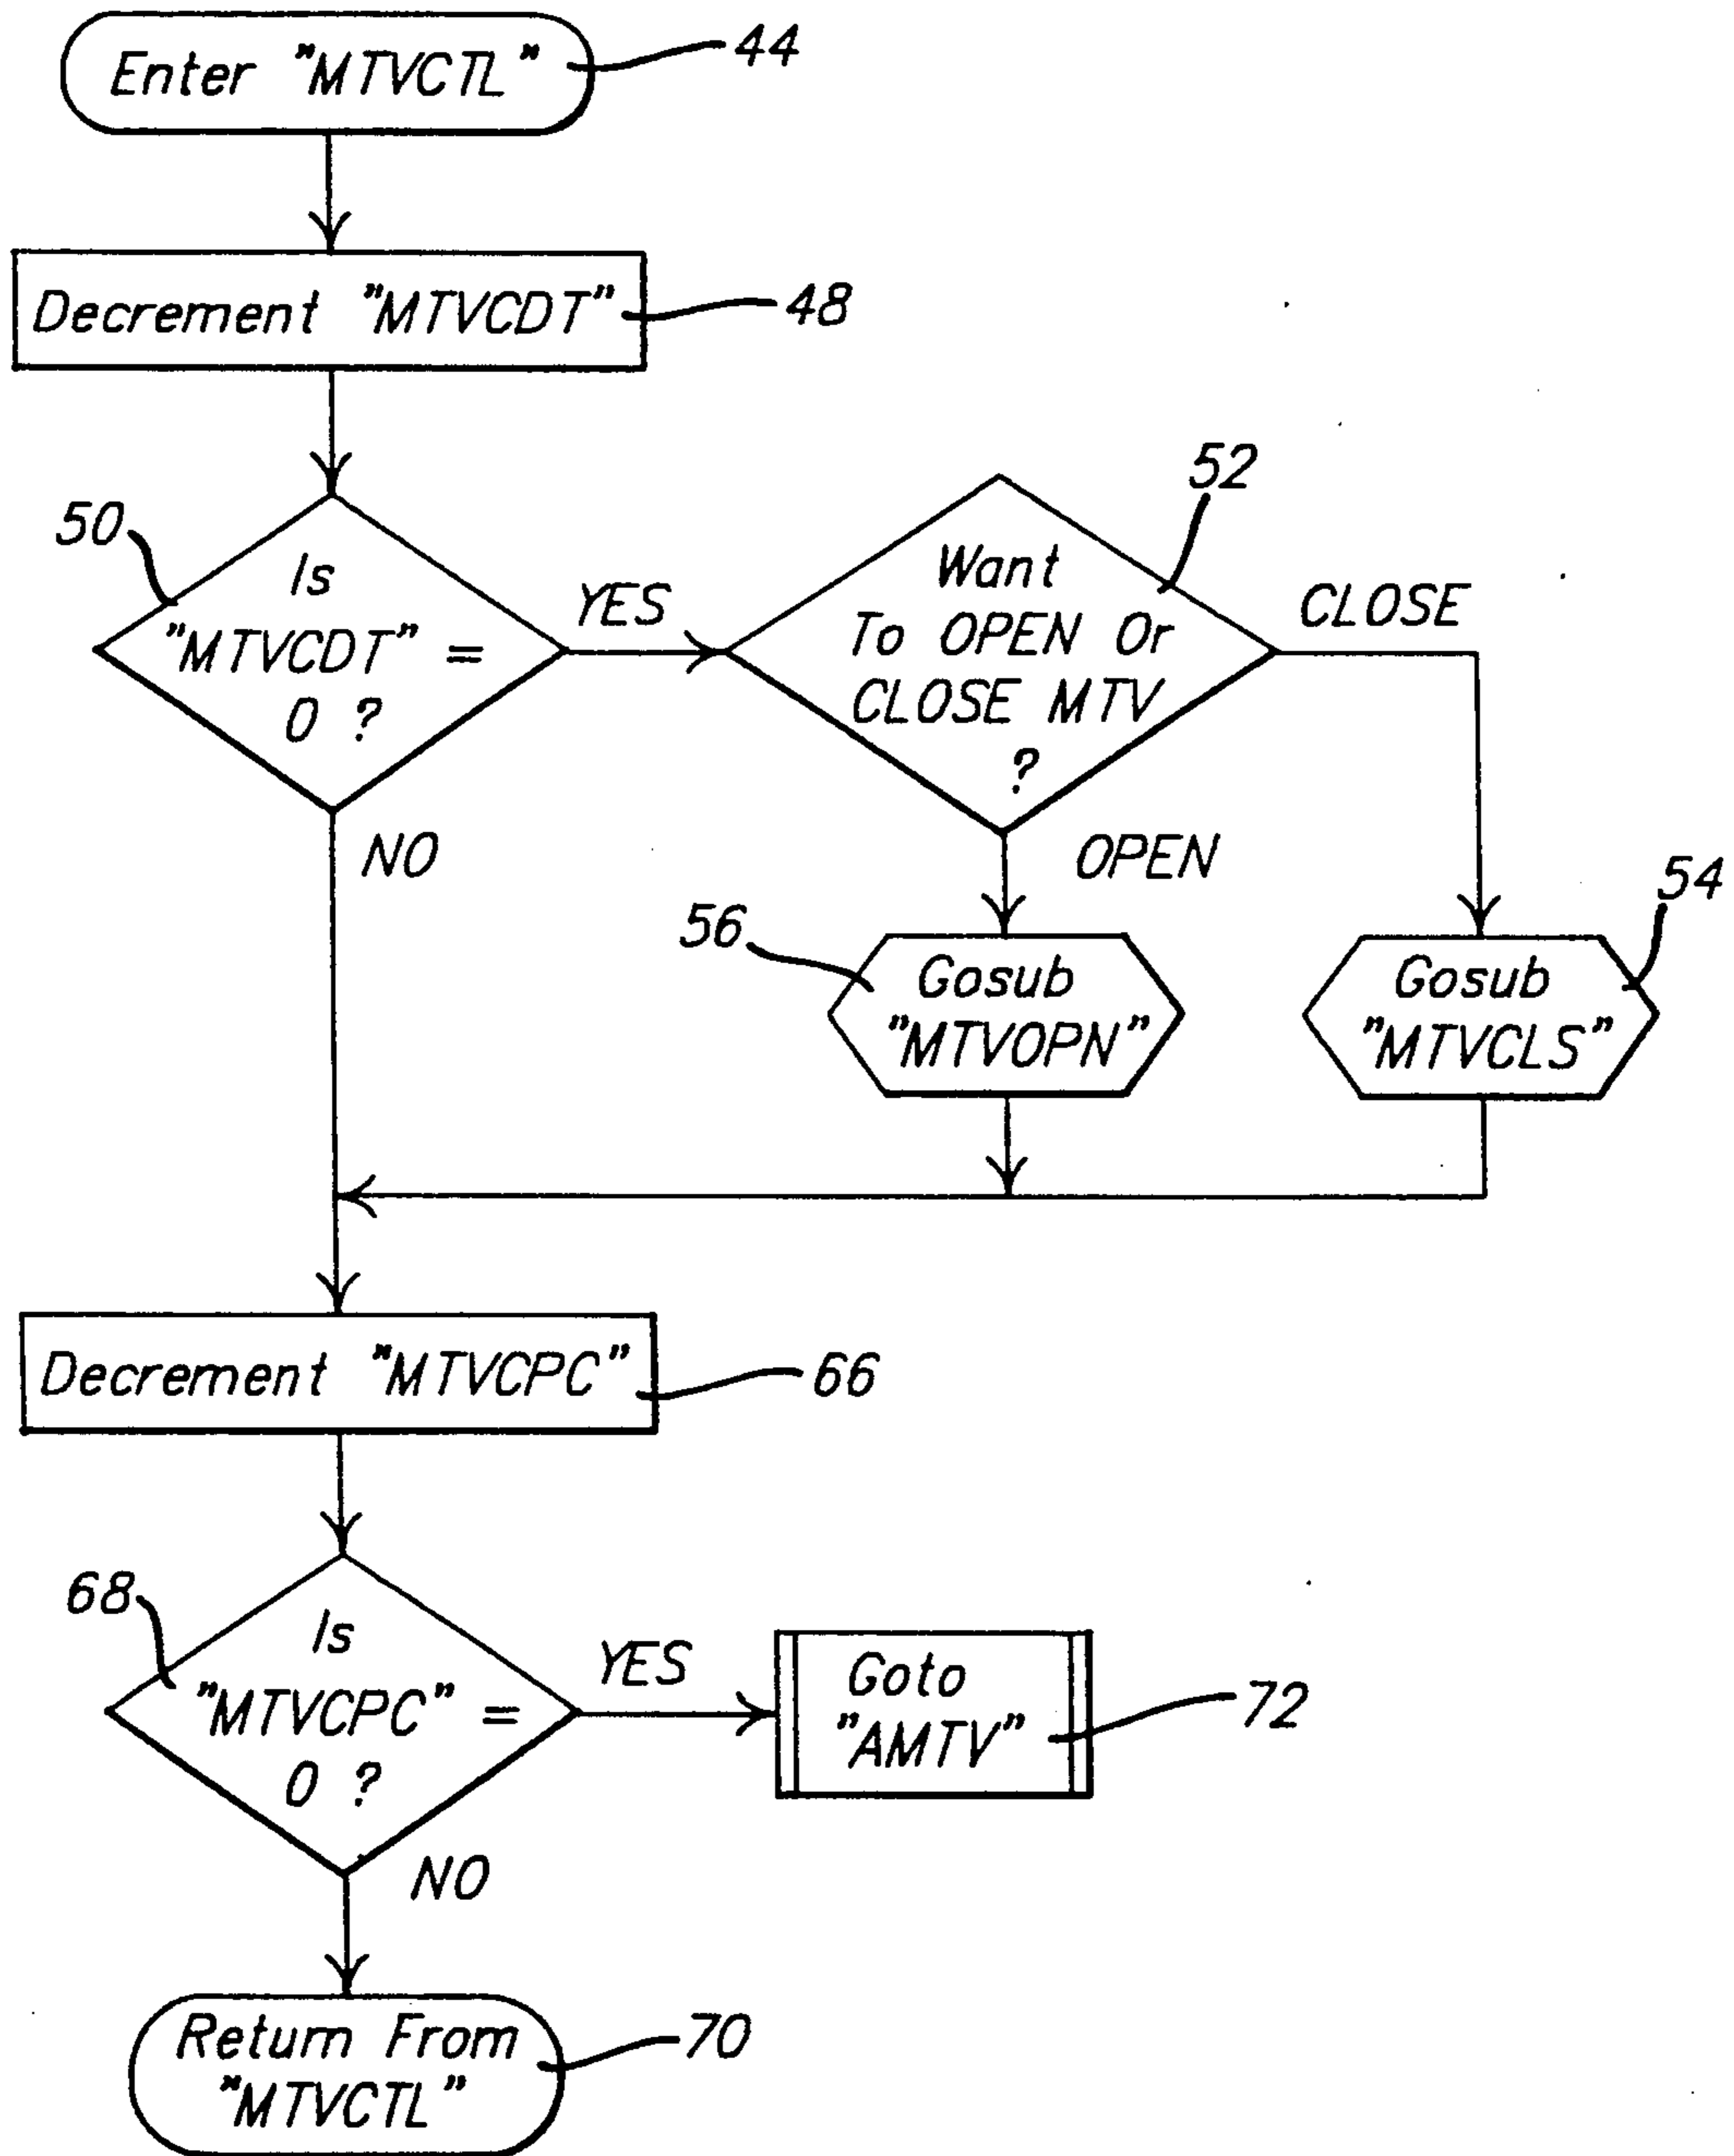 Enter "MTVCTL"
44
Decrement "MTVCDT"
48
50
Is
"MTVCDT" =
0 ?
YES
NO
52
Want
To OPEN Or
CLOSE MTV
?
CLOSE
OPEN
56
Gosub
"MTVOPN"
54
Gosub
"MTVCLS"
Decrement "MTVCPC"
66
68
Is
"MTVCPC" =
0 ?
YES
NO
Goto
"AMTV"
72
Return From
"MTVCTL"
70